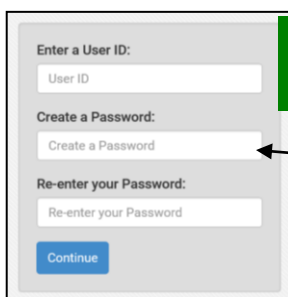 Enter a User ID:
User ID
Create a Password:
Create a Password
Re-enter your Password:
Re-enter your Password
Continue